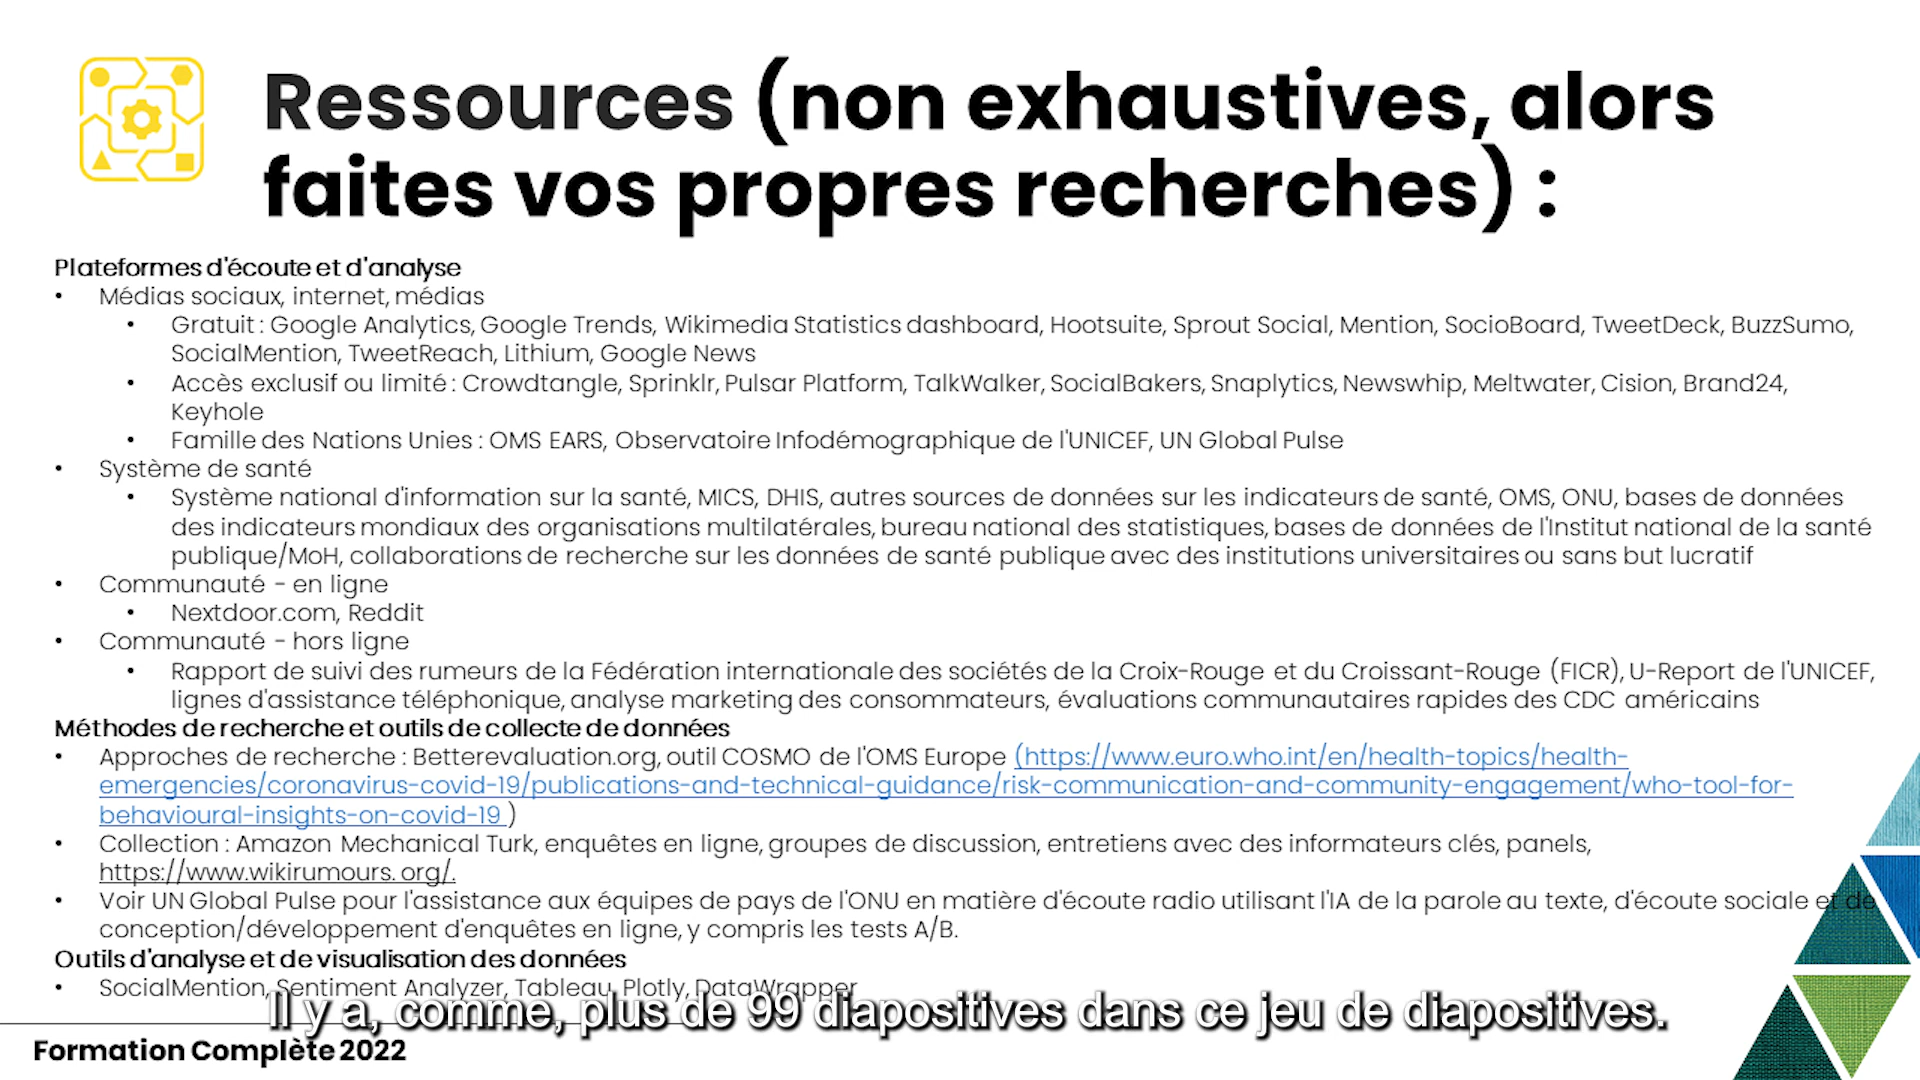 Ressources (non exhaustives, alors
faites vos propres recherches) :
Plateformes d'écoute et d'analyse
• Médias sociaux, internet, médias
• Gratuit : Google Analytics, Google Trends, Wikimedia Statistics dashboard, Hootsuite, Sprout Social, Mention, SocioBoard, TweetDeck, BuzzSumo,
SocialMention, TweetReach, Lithium, Google News
• Accès exclusif ou limité : Crowdtangle, Sprinklr, Pulsar Platform, TalkWalker, SocialBakers, Snaplytics, Newswhip, Meltwater, Cision, Brand24,
Keyhole
• Famille des Nations Unies : OMS EARS, Observatoire Infodémographique de l'UNICEF, UN Global Pulse
• Système de santé
• Système national d'information sur la santé, MICS, DHIS, autres sources de données sur les indicateurs de santé, OMS, ONU, bases de données
des indicateurs mondiaux des organisations multilatérales, bureau national des statistiques, bases de données de l'Institut national de la santé
publique/MoH, collaborations de recherche sur les données de santé publique avec des institutions universitaires ou sans but lucratif
• Communauté - en ligne
• Nextdoor.com, Reddit
• Communauté - hors ligne
• Rapport de suivi des rumeurs de la Fédération internationale des sociétés de la Croix-Rouge et du Croissant-Rouge (FICR), U-Report de l'UNICEF,
lignes d'assistance téléphonique, analyse marketing des consommateurs, évaluations communautaires rapides des CDC américains
Méthodes de recherche et outils de collecte de données
• Approches de recherche : Betterevaluation.org, outil COSMO de l'OMS Europe (https://www.euro.who.int/en/health-topics/health-
emergencies/coronavirus-covid-19/publications-and-technical-guidance/risk-communication-and-community-engagement/who-tool-for-
behavioural-insights-on-covid-19 )
• Collection : Amazon Mechanical Turk, enquêtes en ligne, groupes de discussion, entretiens avec des informateurs clés, panels,
https://www.wikirumours. org/.
• Voir UN Global Pulse pour l'assistance aux équipes de pays de l'ONU en matière d'écoute radio utilisant l'IA de la parole au texte, d'écoute sociale et de
conception/développement d'enquêtes en ligne, y compris les tests A/B.
Outils d'analyse et de visualisation des données
• SocialMention, Sentiment Analyzer, Tableau, Plotly, DataWrapper
Il y a, comme, plus de 99 diapositives dans ce jeu de diapositives.
Formation Complète 2022